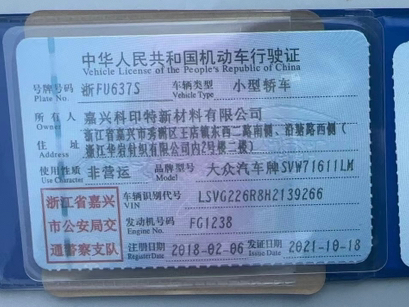 中华人民共和国机动车行驶证
Vehicle License of the People's Republic of China
号牌号码 浙FU637S 车辆类型 小型轿车
Plate No. Vehicle Type
所有人 嘉兴科印特新材料有限公司
Owner
浙江省嘉兴市秀洲区王店镇东西二路南侧、沿塘路西侧(
住址 浙江华岩针织有限公司内2号楼二楼)
Address
使用性质 非营运 品牌型号 大众汽车牌SVW71611LM
Use Character Model
车辆识别代号 LSVG226R8H2139266
VIN
浙江省嘉兴
市公安局交
通警察支队
发动机号码 FG1238
Engine No.
注册日期 2018-02-06 发证日期 2021-10-18
Register Date Issue Date